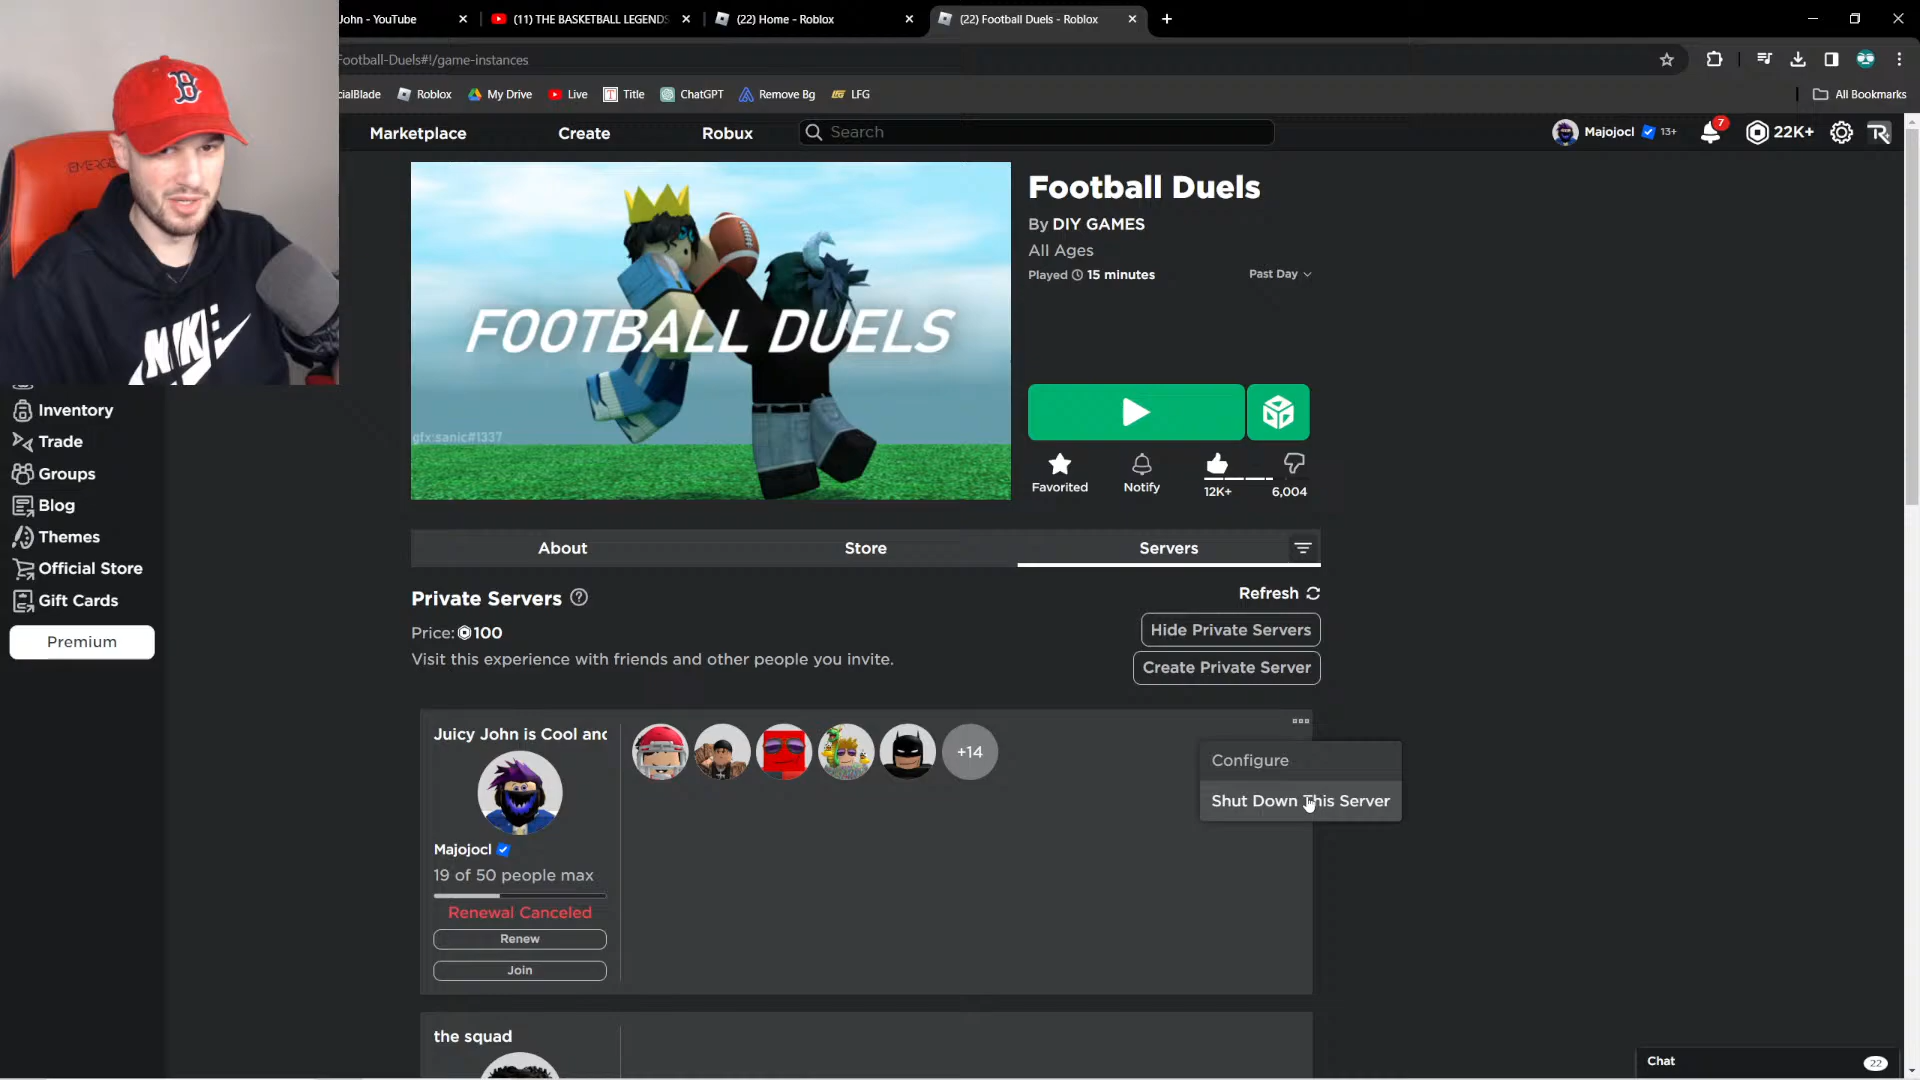 John - YouTube
(11) THE BASKETBALL LEGENDS
(22) Home - Roblox
(22) Football Duels - Roblox
Football-Duels#!/game-instances
cialBlade
Roblox
My Drive
Live
Title
ChatGPT
Remove Bg
LFG
All Bookmarks
Marketplace
Create
Robux
Search
Majojocl
13+
7
22K+
B
EMERGE
NIKE
FOOTBALL DUELS
gfx:sanic#1337
Football Duels
By DIY GAMES
All Ages
Played 15 minutes
Past Day
Favorited
Notify
12K+
6,004
Inventory
Trade
Groups
Blog
Themes
Official Store
Gift Cards
Premium
About
Store
Servers
Private Servers
Refresh
Price: 100
Hide Private Servers
Visit this experience with friends and other people you invite.
Create Private Server
Juicy John is Cool and
+14
Configure
Shut Down This Server
Majojocl
19 of 50 people max
Renewal Canceled
Renew
Join
the squad
Chat
22